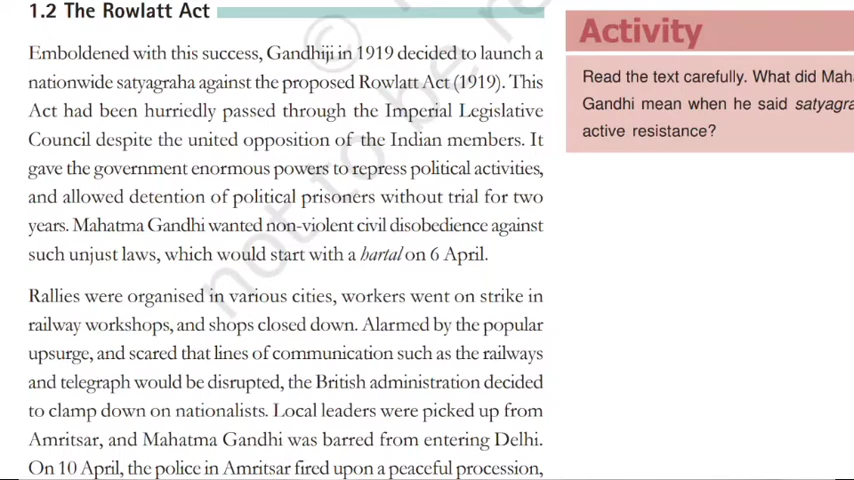 1.2 The Rowlatt Act
Emboldened with this success, Gandhiji in 1919 decided to launch a
nationwide satyagraha against the proposed Rowlatt Act (1919). This
Act had been hurriedly passed through the Imperial Legislative
Council despite the united opposition of the Indian members. It
gave the government enormous powers to repress political activities,
and allowed detention of political prisoners without trial for two
years. Mahatma Gandhi wanted non-violent civil disobedience against
such unjust laws, which would start with a hartal on 6 April.
Rallies were organised in various cities, workers went on strike in
railway workshops, and shops closed down. Alarmed by the popular
upsurge, and scared that lines of communication such as the railways
and telegraph would be disrupted, the British administration decided
to clamp down on nationalists. Local leaders were picked up from
Amritsar, and Mahatma Gandhi was barred from entering Delhi.
On 10 April, the police in Amritsar fired upon a peaceful procession,
Activity
Read the text carefully. What did Mah
Gandhi mean when he said satyagra
active resistance?
© 
not to be re